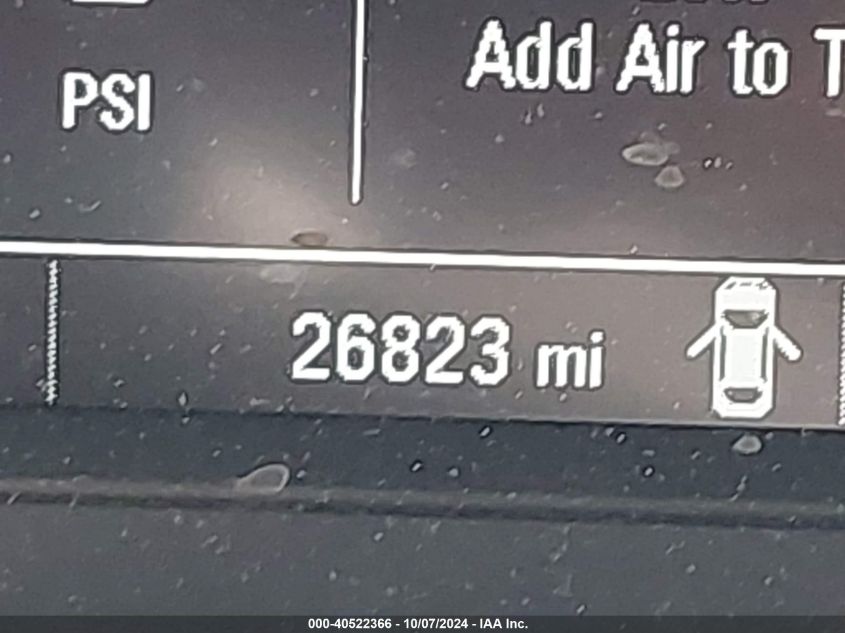 Add Air to T
PSI
26823 mi
000-40522366 - 10/07/2024 - IAA Inc.